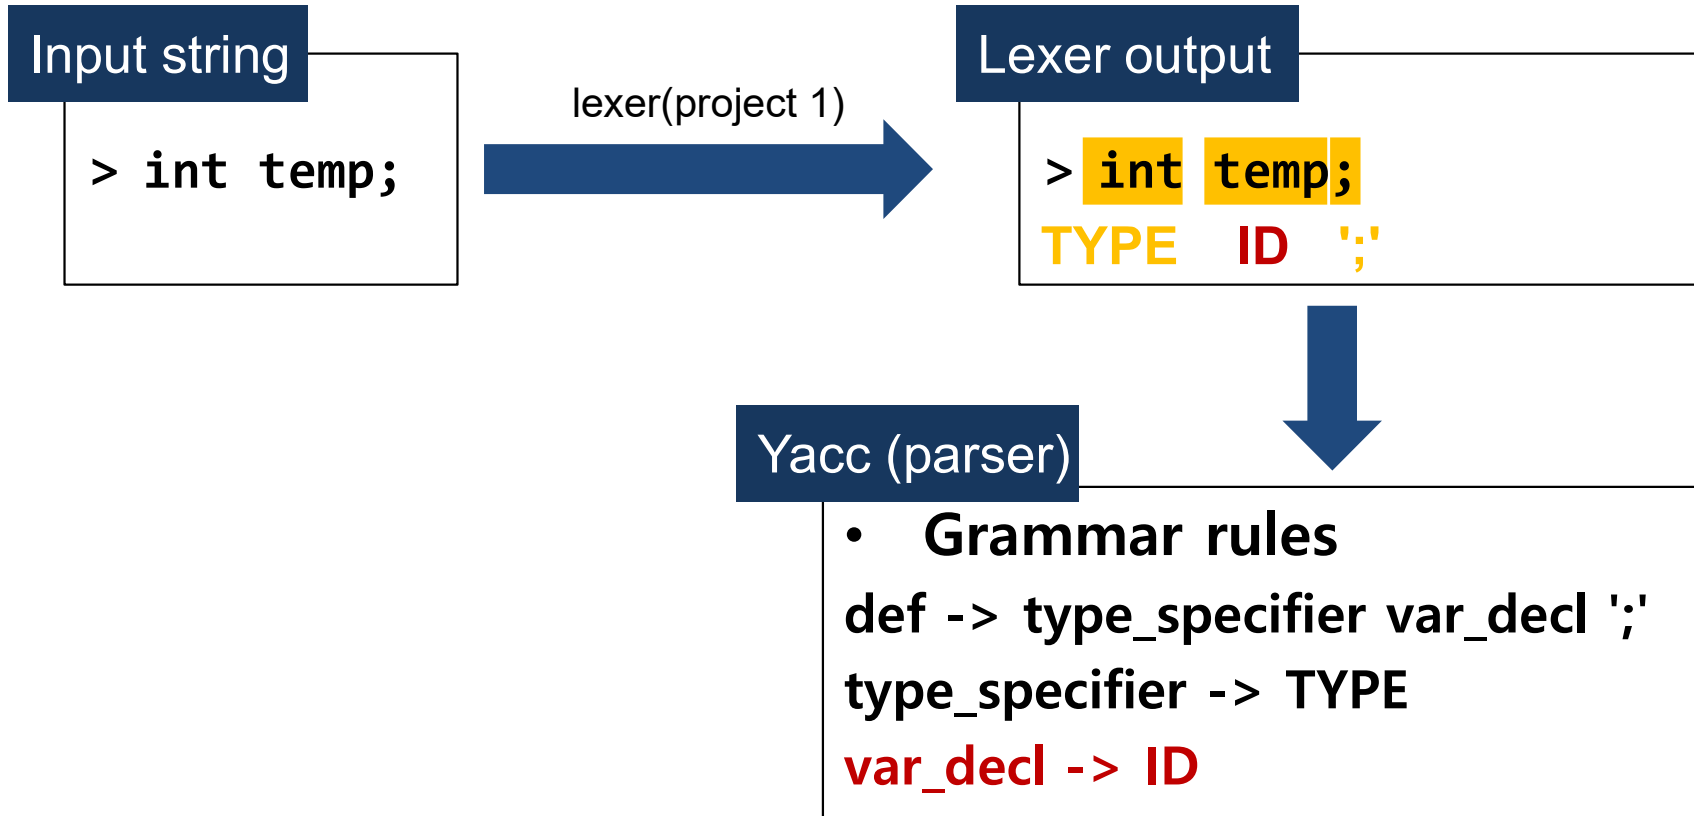 Input string
> int temp;
lexer(project 1)
Lexer output
> int temp;
TYPE ID ';'
Yacc (parser)
• Grammar rules
def -> type_specifier var_decl ';'
type_specifier -> TYPE
var_decl -> ID